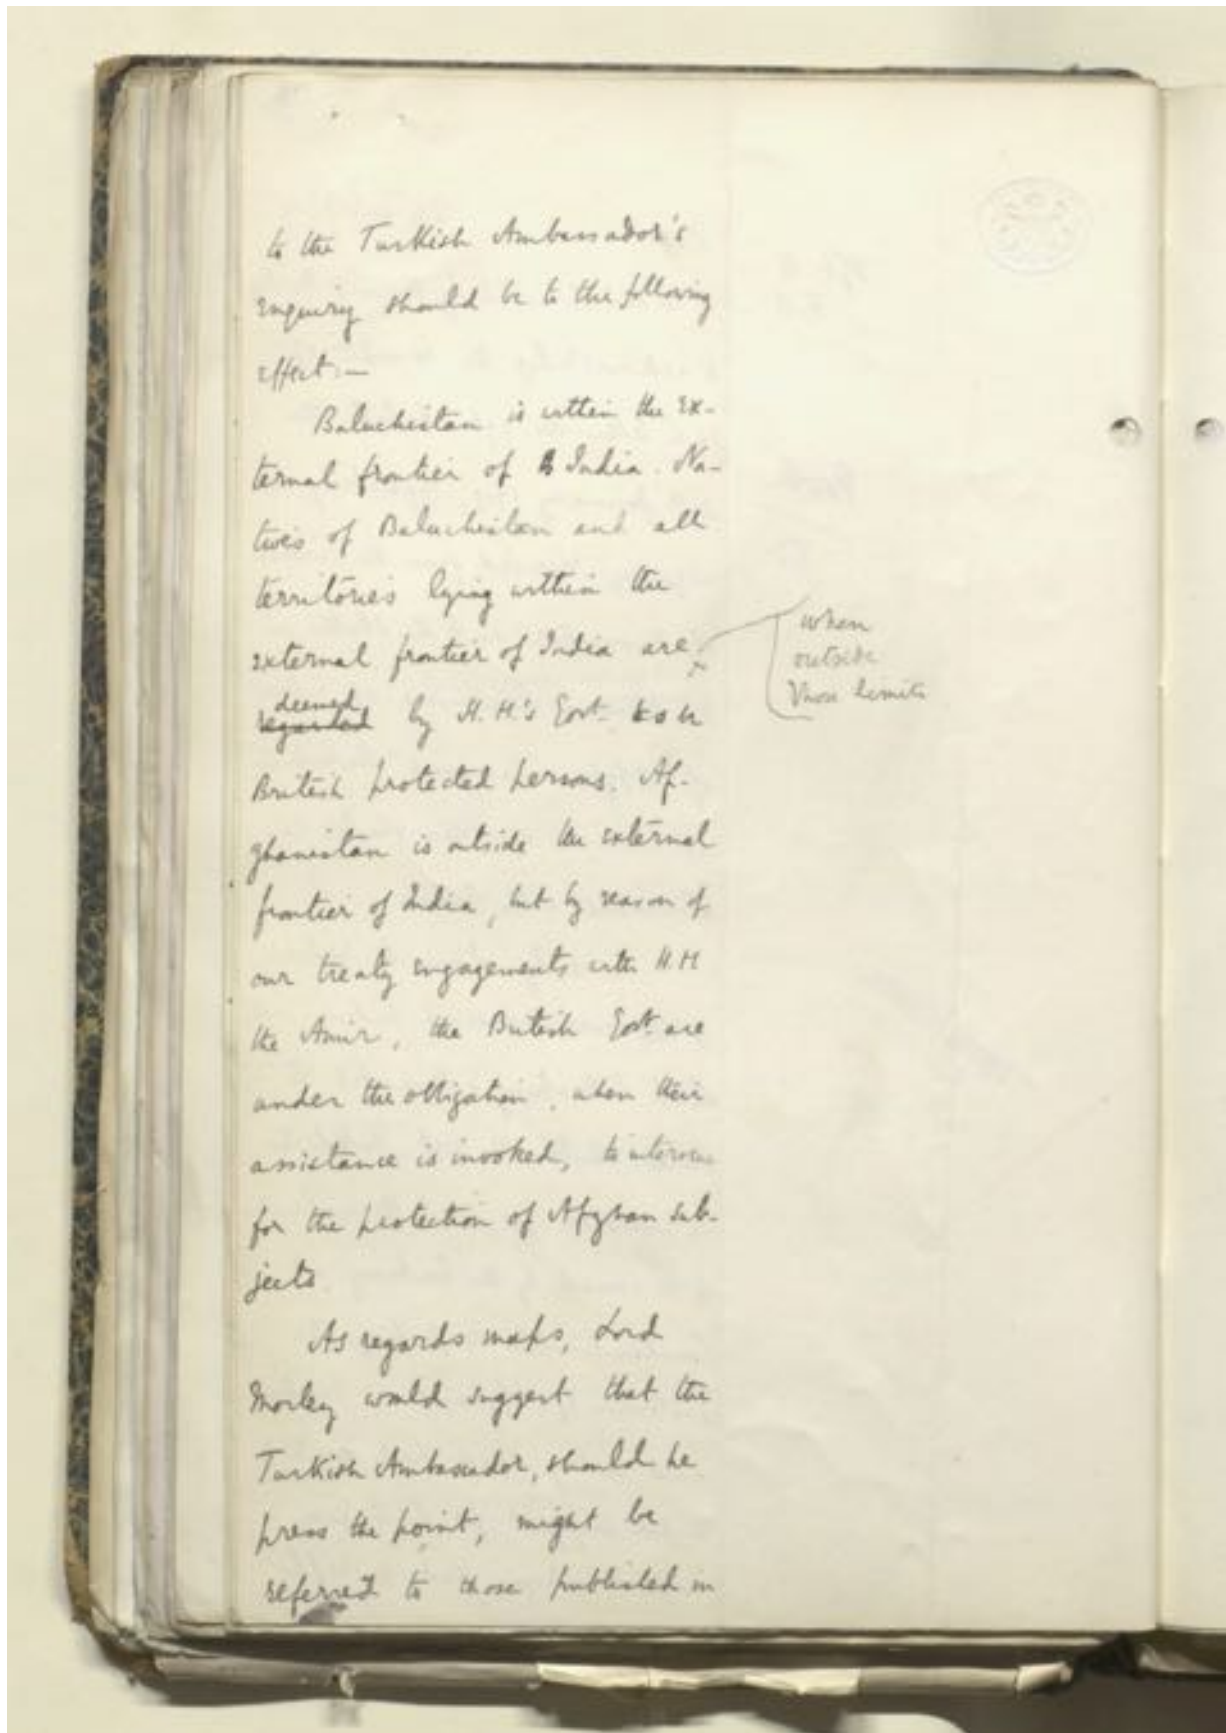 to the Turkish Ambassador's
enquiry should be to the following
effect:—
Baluchistan is within the ex-
ternal frontier of India. Na-
tives of Baluchistan and all
territories lying within the
external frontier of India are
when
outside
those limits
deemed
regarded by H.M's Govt. to be
British protected persons. Af-
ghanistan is outside the external
frontier of India, but by reason of
our treaty engagements with H.H
the Amir, the British Govt. are
under the obligation, when their
assistance is invoked, to intervene
for the protection of Afghan sub-
jects
As regards maps, Lord
Morley would suggest that the
Turkish Ambassador, should he
press the point, might be
referred to those published in